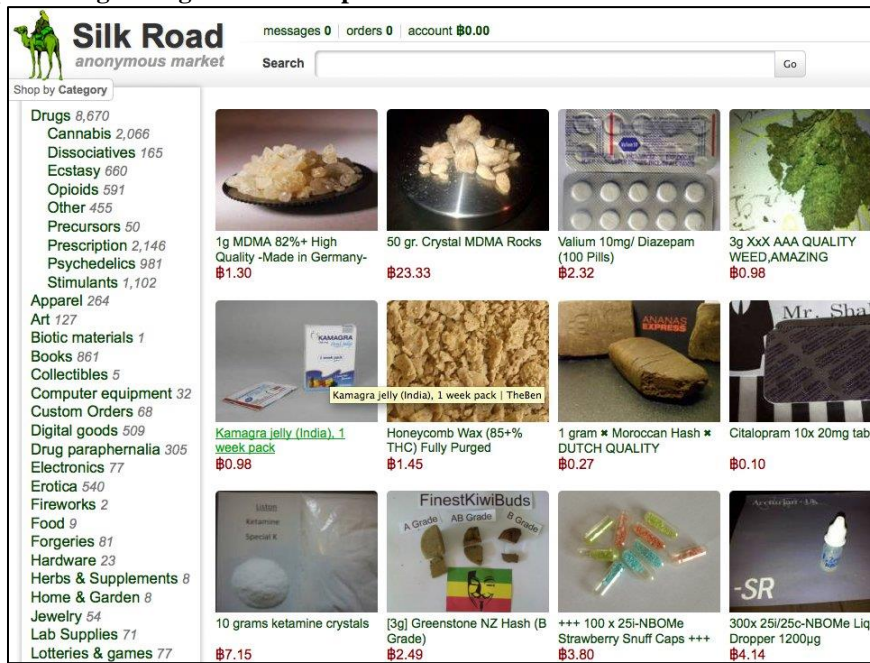 Silk Road
anonymous market
messages 0 | orders 0 | account ฿0.00
Search
Go
Shop by Category
Drugs 8,670
Cannabis 2,066
Dissociatives 165
Ecstasy 660
Opioids 591
Other 455
Precursors 50
Prescription 2,146
Psychedelics 981
Stimulants 1,102
Apparel 264
Art 127
Biotic materials 1
Books 861
Collectibles 5
Computer equipment 32
Custom Orders 68
Digital goods 509
Drug paraphernalia 305
Electronics 77
Erotica 540
Fireworks 2
Food 9
Forgeries 81
Hardware 23
Herbs & Supplements 8
Home & Garden 8
Jewelry 54
Lab Supplies 71
Lotteries & games 77
1g MDMA 82%+ High
Quality -Made in Germany-
฿1.30
50 gr. Crystal MDMA Rocks
฿23.33
Valium 10mg/ Diazepam
(100 Pills)
฿2.32
3g XxX AAA QUALITY
WEED,AMAZING
฿0.98
KAMAGRA
1 week pack
Kamagra jelly (India), 1 week pack | TheBen
Kamagra jelly (India), 1
week pack
฿0.98
Honeycomb Wax (85+%
THC) Fully Purged
฿1.45
ANANAS
EXPRESS
1 gram ✖ Moroccan Hash ✖
DUTCH QUALITY
฿0.27
Mr. Sha
Citalopram 10x 20mg tab
฿0.10
Liston
Ketamine
Special K
10 grams ketamine crystals
฿7.15
FinestKiwiBuds
A Grade
AB Grade
B Grade
[3g] Greenstone NZ Hash (B
Grade)
฿2.49
+++ 100 x 25i-NBOMe
Strawberry Snuff Caps +++
฿3.80
-SR
300x 25i/25c-NBOMe Liq
Dropper 1200µg
฿4.14